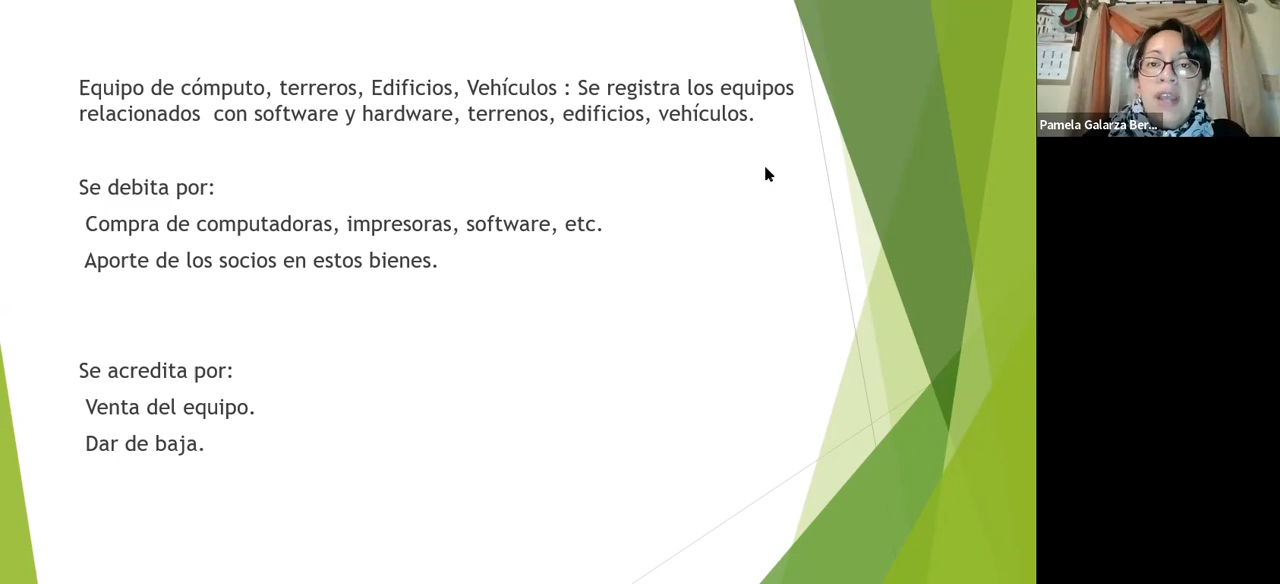 Equipo de cómputo, terreros, Edificios, Vehículos : Se registra los equipos
relacionados con software y hardware, terrenos, edificios, vehículos.
Se debita por:
Compra de computadoras, impresoras, software, etc.
Aporte de los socios en estos bienes.
Se acredita por:
Venta del equipo.
Dar de baja.
Pamela Galarza Ber...